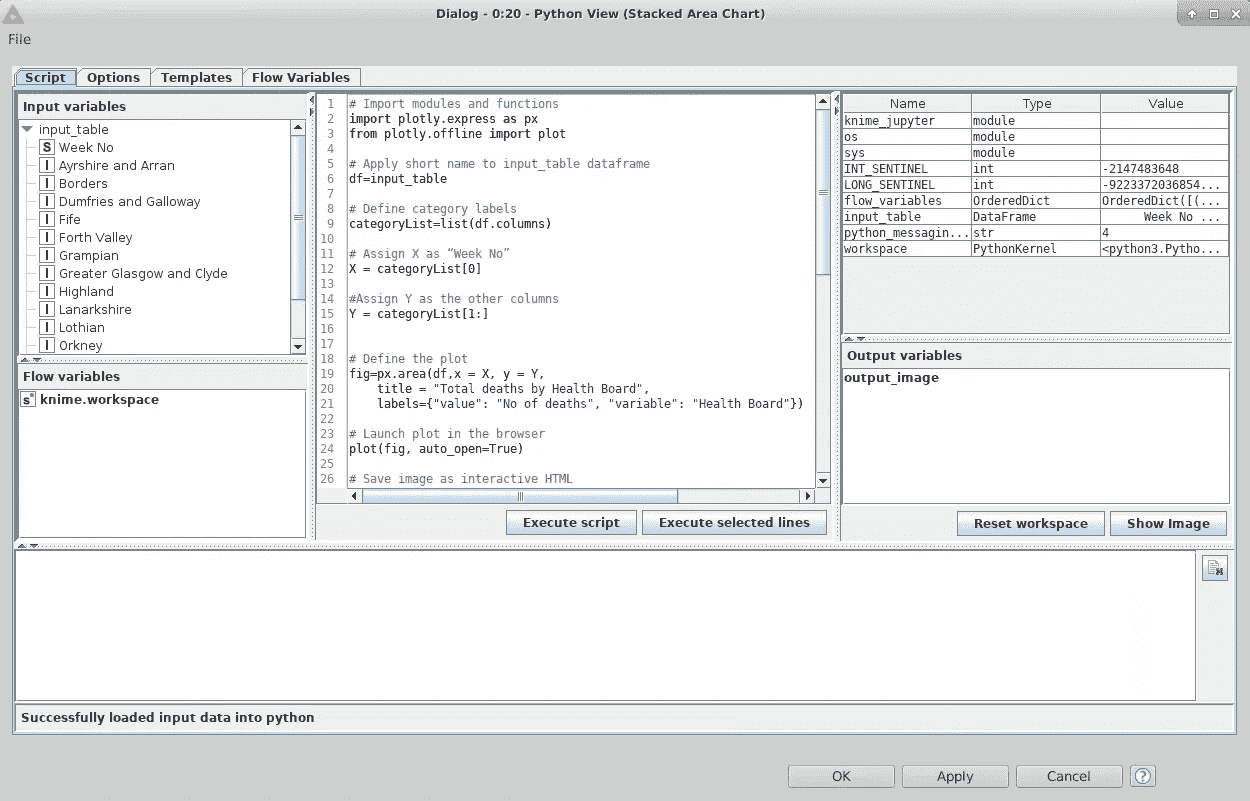 Dialog - 0:20 - Python View (Stacked Area Chart)
File
Script Options Templates Flow Variables
Input variables
input_table
S Week No
I Ayrshire and Arran
I Borders
I Dumfries and Galloway
I Fife
I Forth Valley
I Grampian
I Greater Glasgow and Clyde
I Highland
I Lanarkshire
I Lothian
I Orkney
Flow variables
s knime.workspace
1 # Import modules and functions
2 import plotly.express as px
3 from plotly.offline import plot
4
5 # Apply short name to input_table dataframe
6 df=input_table
7
8 # Define category labels
9 categoryList=list(df.columns)
10
11 # Assign X as “Week No”
12 X = categoryList[0]
13
14 #Assign Y as the other columns
15 Y = categoryList[1:]
16
17
18 # Define the plot
19 fig=px.area(df,x = X, y = Y,
20 title = "Total deaths by Health Board",
21 labels={"value": "No of deaths", "variable": "Health Board"})
22
23 # Launch plot in the browser
24 plot(fig, auto_open=True)
25
26 # Save image as interactive HTML
Execute script Execute selected lines
Name Type Value
knime_jupyter module
os module
sys module
INT_SENTINEL int -2147483648
LONG_SENTINEL int -9223372036854...
flow_variables OrderedDict OrderedDict([(...
input_table DataFrame Week No ...
python_messagin... str 4
workspace PythonKernel <python3.Pytho...
Output variables
output_image
Reset workspace Show Image
Successfully loaded input data into python
OK Apply Cancel ?